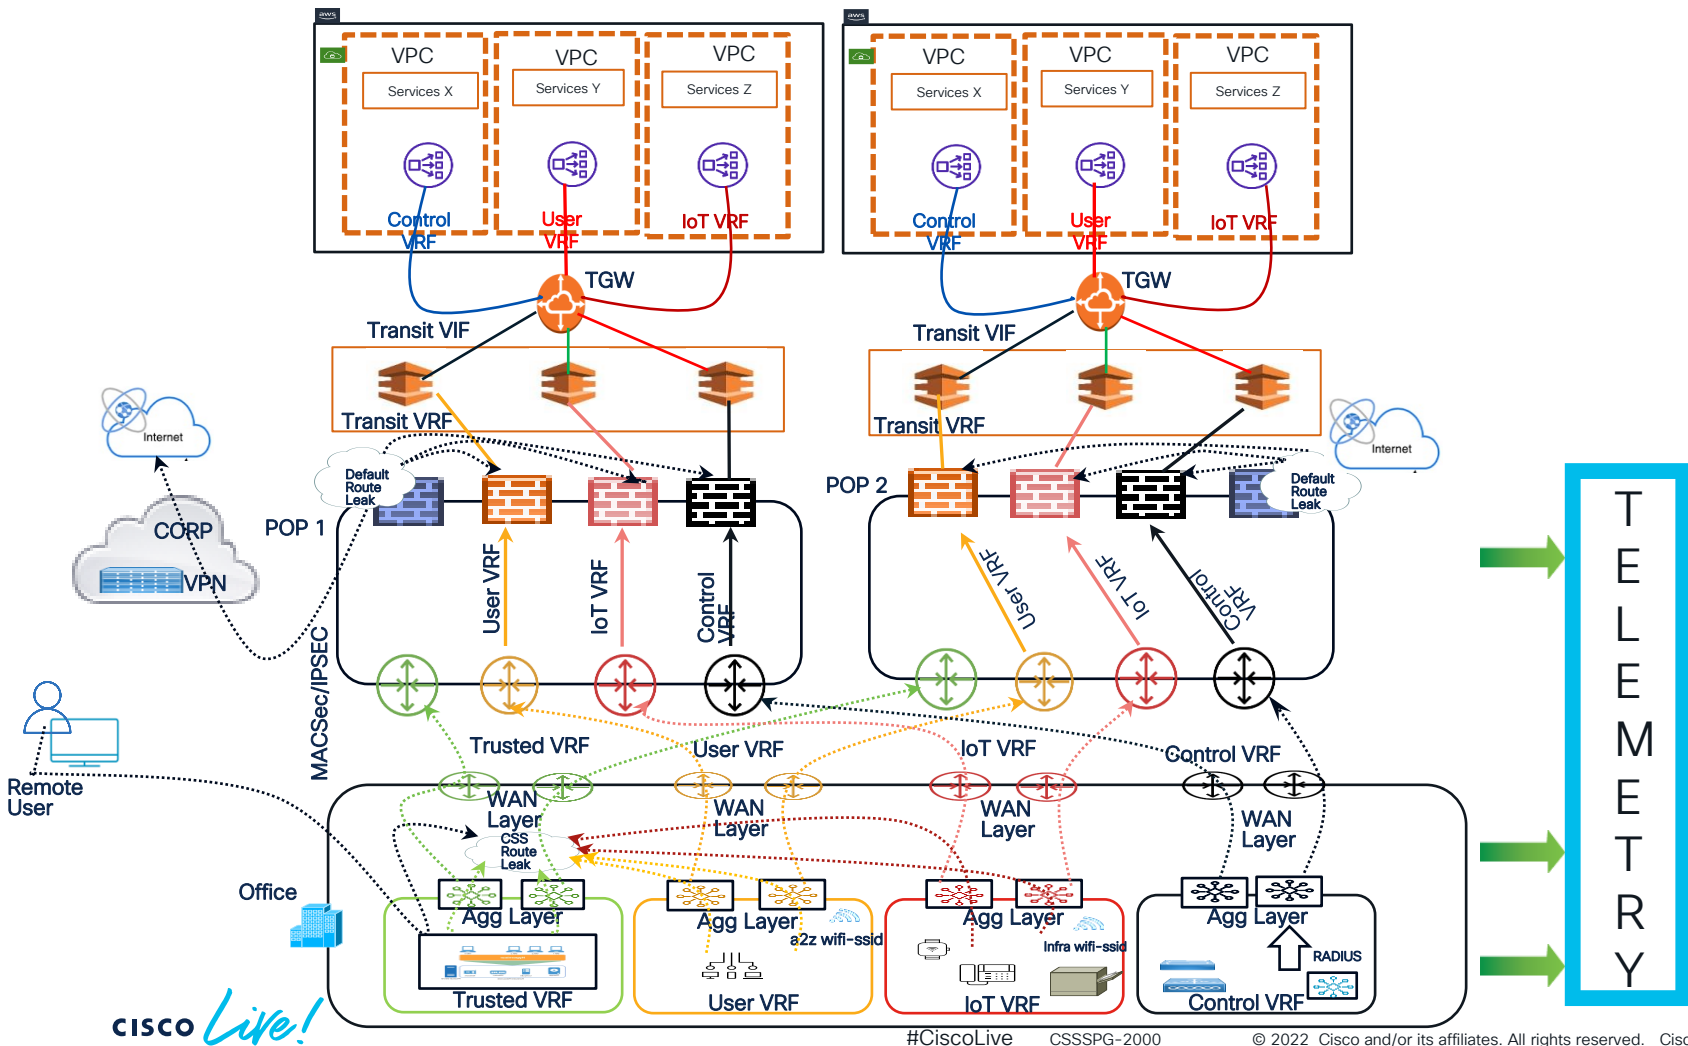 aws
aws
VPC
VPC
VPC
Services X
Services Y
Services Z
Control
VRF
User
VRF
IoT VRF
VPC
VPC
VPC
Services X
Services Y
Services Z
Control
VRF
User
VRF
IoT VRF
TGW
TGW
Transit VIF
Transit VIF
Transit VRF
Transit VRF
Internet
Internet
Default
Route
Leak
Default
Route
Leak
POP 1
POP 2
CORP
VPN
User VRF
IoT VRF
Control
VRF
User VRF
IoT VRF
Control
VRF
MACSec/IPSEC
Remote
User
Trusted VRF
User VRF
IoT VRF
Control VRF
WAN
Layer
WAN
Layer
WAN
Layer
WAN
Layer
CSS
Route
Leak
Office
Agg Layer
Agg Layer
Agg Layer
Agg Layer
a2z wifi-ssid
Infra wifi-ssid
RADIUS
Trusted VRF
User VRF
IoT VRF
Control VRF
T
E
L
E
M
E
T
R
Y
CISCO Live!
#CiscoLive
CSSSPG-2000
© 2022 Cisco and/or its affiliates. All rights reserved. Cisc